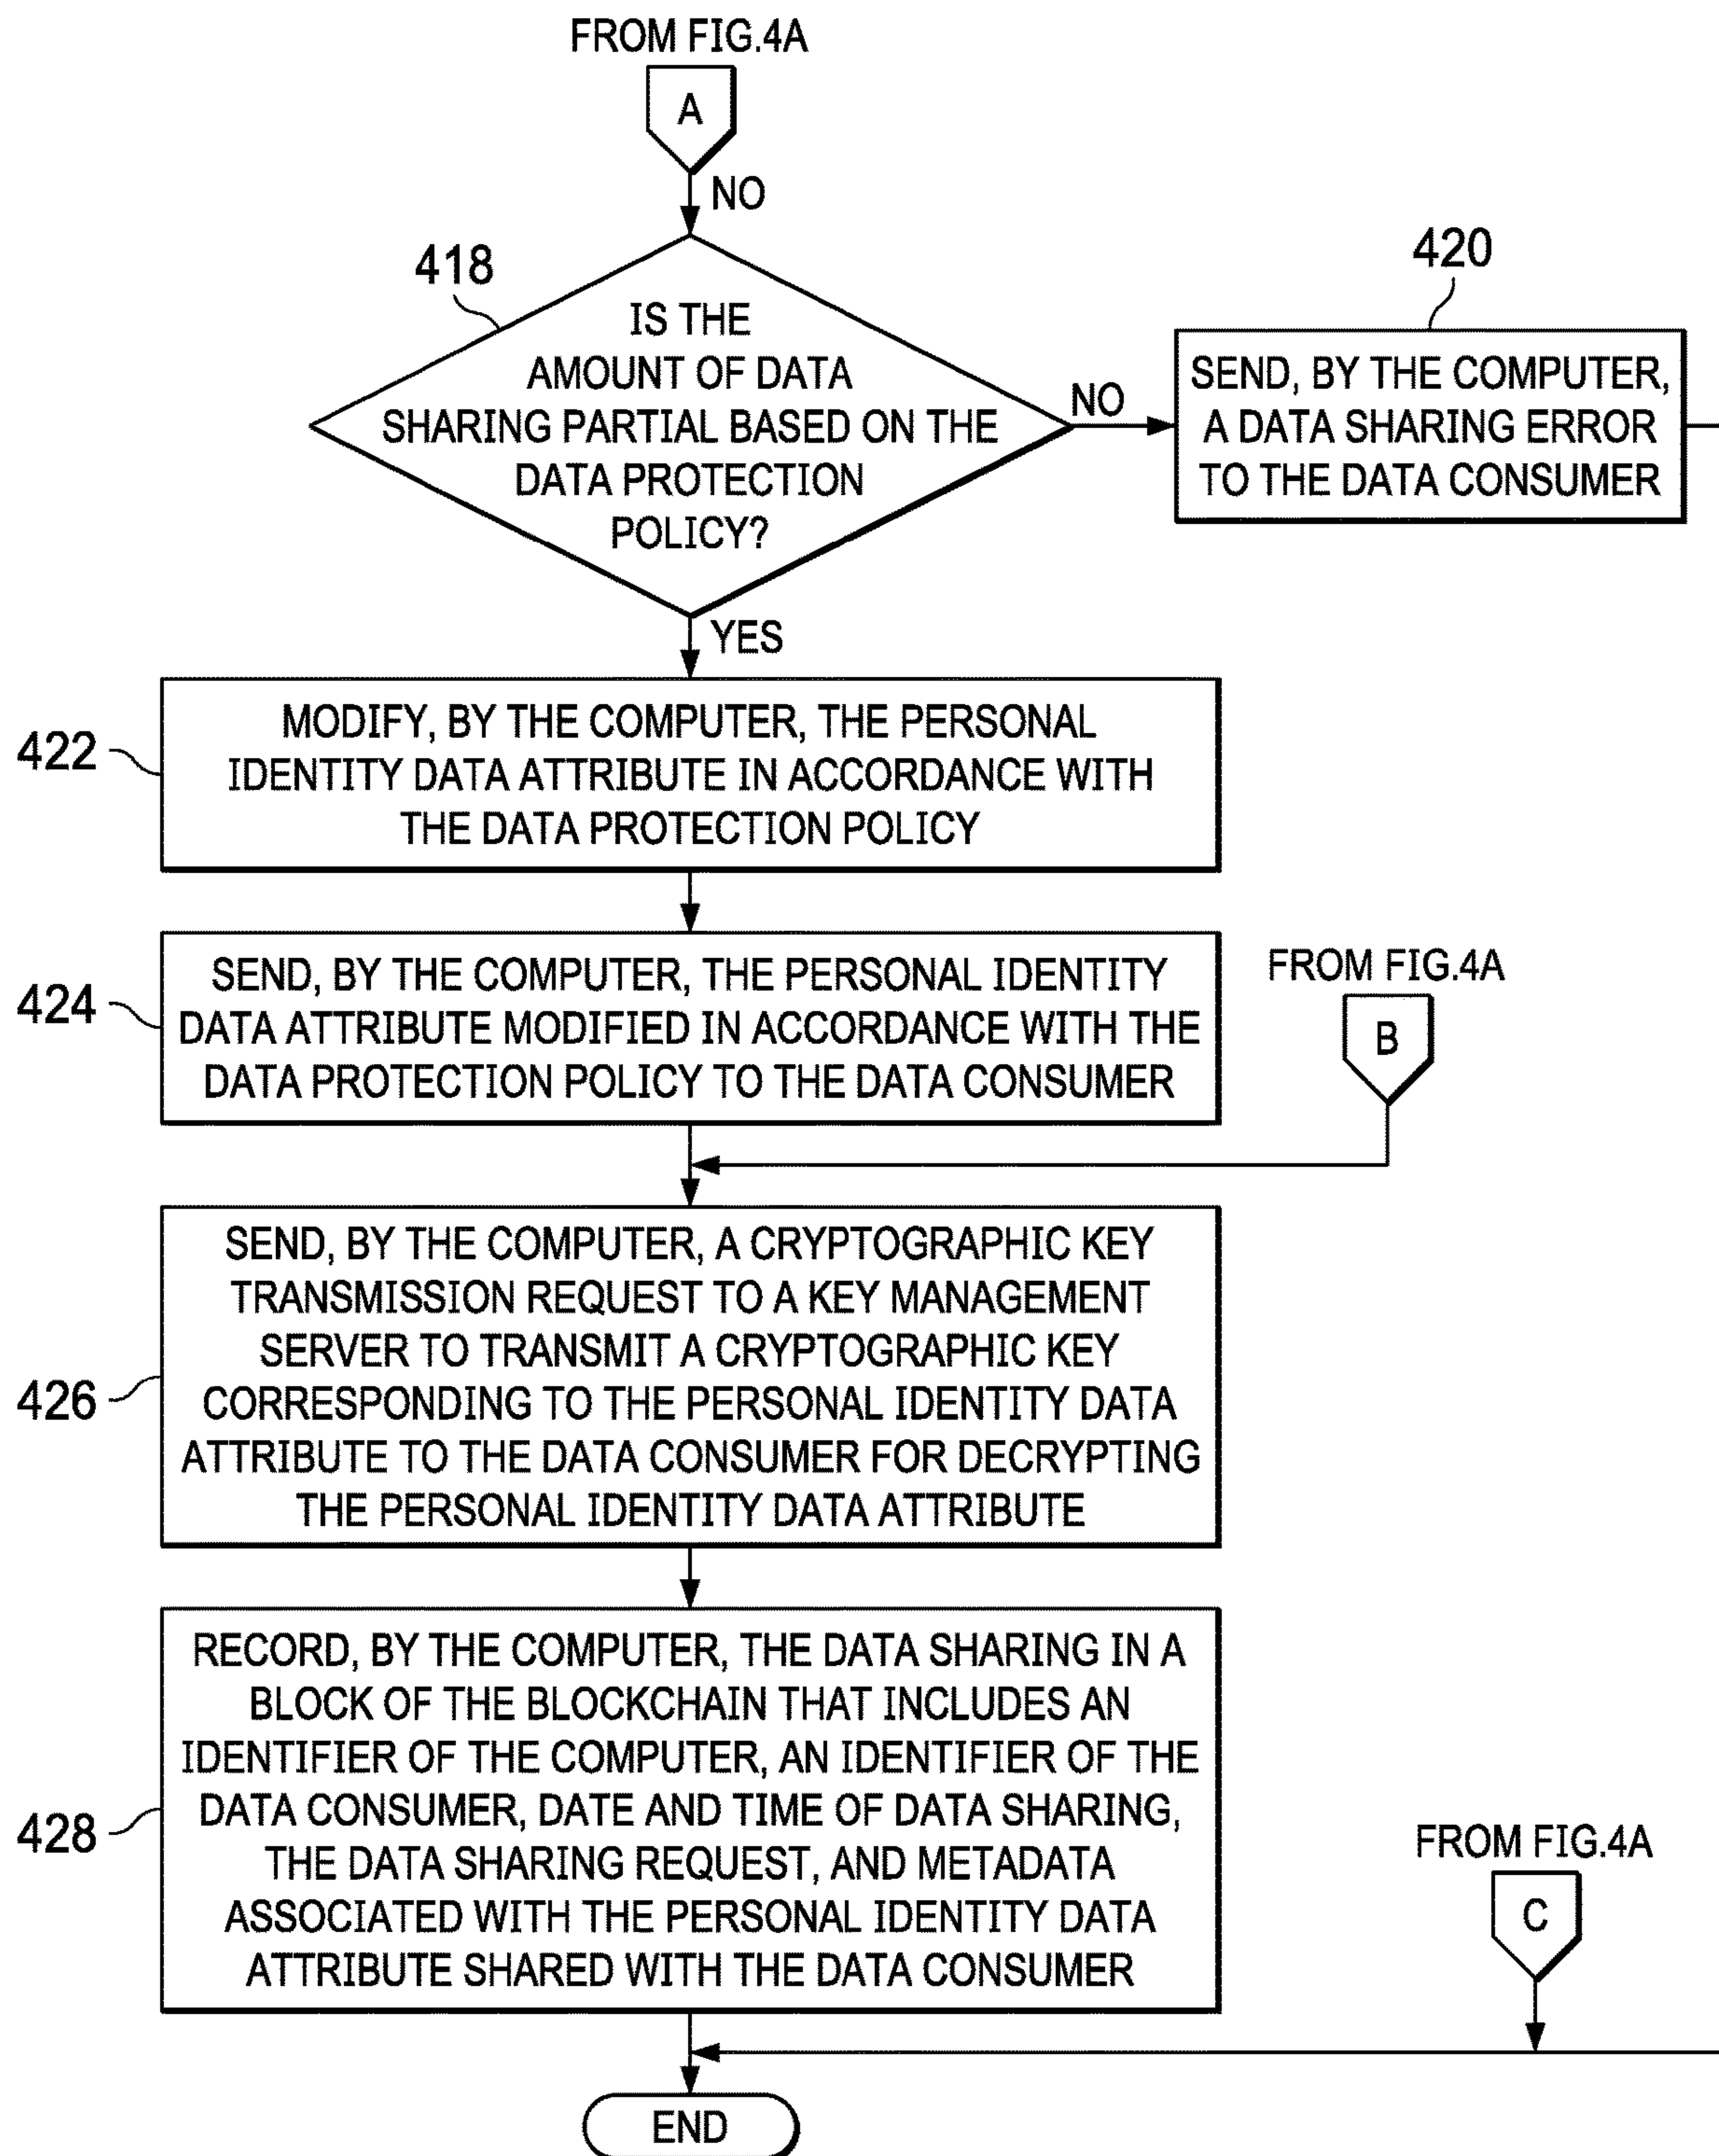 FROM FIG.4A
A
NO
418
IS THE
AMOUNT OF DATA
SHARING PARTIAL BASED ON THE
DATA PROTECTION
POLICY?
NO
420
SEND, BY THE COMPUTER,
A DATA SHARING ERROR
TO THE DATA CONSUMER
YES
422
MODIFY, BY THE COMPUTER, THE PERSONAL
IDENTITY DATA ATTRIBUTE IN ACCORDANCE WITH
THE DATA PROTECTION POLICY
424
SEND, BY THE COMPUTER, THE PERSONAL IDENTITY
DATA ATTRIBUTE MODIFIED IN ACCORDANCE WITH THE
DATA PROTECTION POLICY TO THE DATA CONSUMER
FROM FIG.4A
B
426
SEND, BY THE COMPUTER, A CRYPTOGRAPHIC KEY
TRANSMISSION REQUEST TO A KEY MANAGEMENT
SERVER TO TRANSMIT A CRYPTOGRAPHIC KEY
CORRESPONDING TO THE PERSONAL IDENTITY DATA
ATTRIBUTE TO THE DATA CONSUMER FOR DECRYPTING
THE PERSONAL IDENTITY DATA ATTRIBUTE
428
RECORD, BY THE COMPUTER, THE DATA SHARING IN A
BLOCK OF THE BLOCKCHAIN THAT INCLUDES AN
IDENTIFIER OF THE COMPUTER, AN IDENTIFIER OF THE
DATA CONSUMER, DATE AND TIME OF DATA SHARING,
THE DATA SHARING REQUEST, AND METADATA
ASSOCIATED WITH THE PERSONAL IDENTITY DATA
ATTRIBUTE SHARED WITH THE DATA CONSUMER
FROM FIG.4A
C
END